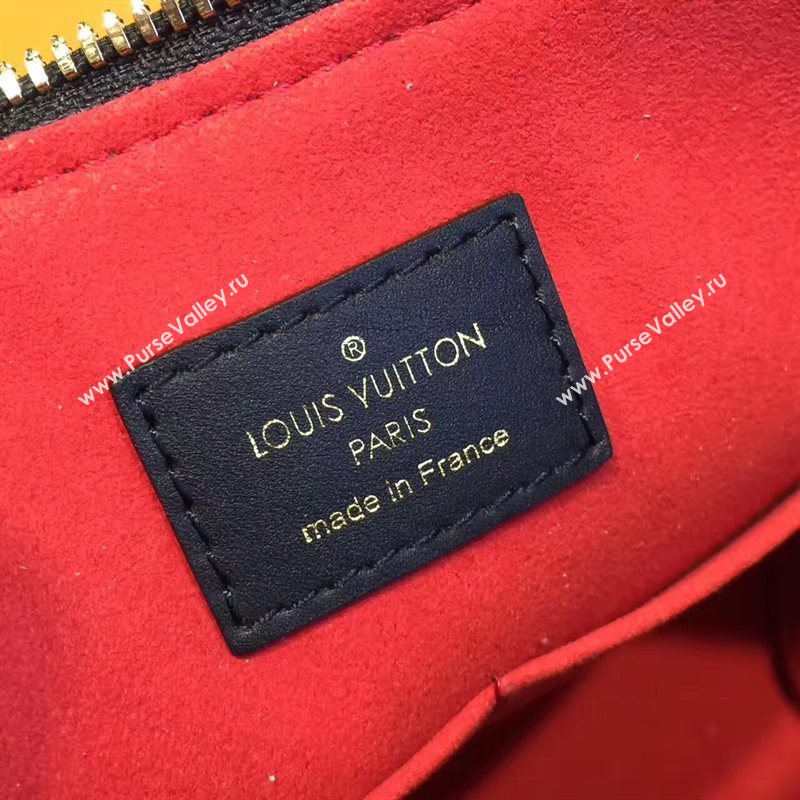 ®
LOUIS VUITTON
PARIS
made in France
www.PurseValley.ru
www.PurseValley.ru